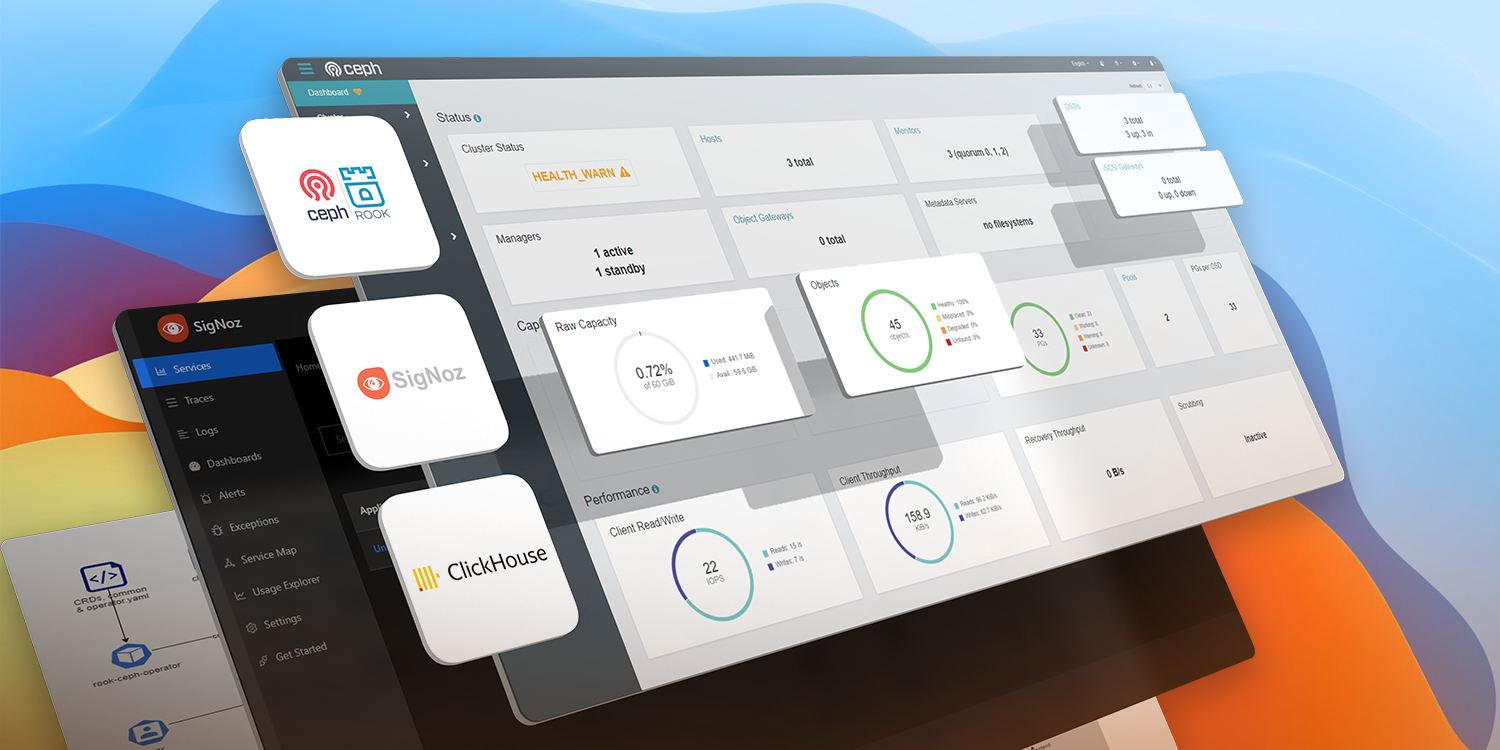 ceph
English
Dashboard
Cluster
Refresh 5 s
Status
Cluster Status
HEALTH_WARN
Hosts
3 total
Monitors
3 (quorum 0, 1, 2)
OSDs
3 total
3 up, 3 in
Managers
1 active
1 standby
Object Gateways
0 total
Metadata Servers
no filesystems
iSCSI Gateways
0 total
0 up, 0 down
Raw Capacity
0.72%
of 60 GiB
Used: 441.7 MiB
Avail.: 59.6 GiB
Objects
45
objects
Healthy: 100%
Misplaced: 0%
Degraded: 0%
Unfound: 0%
33
PGs
Clean: 33
Working: 0
Warning: 0
Unknown: 0
Pools
2
PGs per OSD
33
Performance
Client Read/Write
22
IOPS
Reads: 15 /s
Writes: 7 /s
Client Throughput
158.9
KiB/s
Reads: 96.2 KiB/s
Writes: 62.7 KiB/s
Recovery Throughput
0 B/s
Scrubbing
Inactive
ceph ROOK
SigNoz
ClickHouse
SigNoz
Services
Traces
Logs
Dashboards
Alerts
Exceptions
Service Map
Usage Explorer
Settings
Get Started
Home
CRDs, common
& operator.yaml
rook-ceph-operator